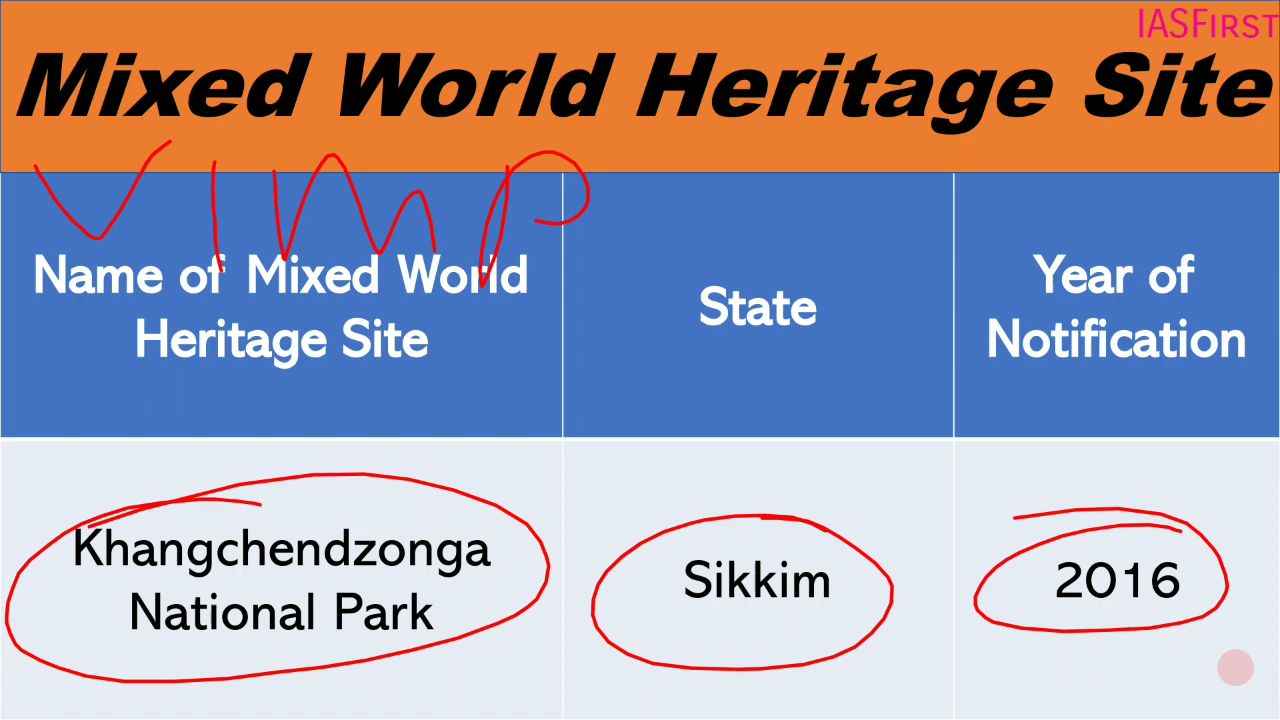 IASFIRST
Mixed World Heritage Site
V Imp
Name of Mixed World
Heritage Site
State
Year of
Notification
Khangchendzonga
National Park
Sikkim
2016